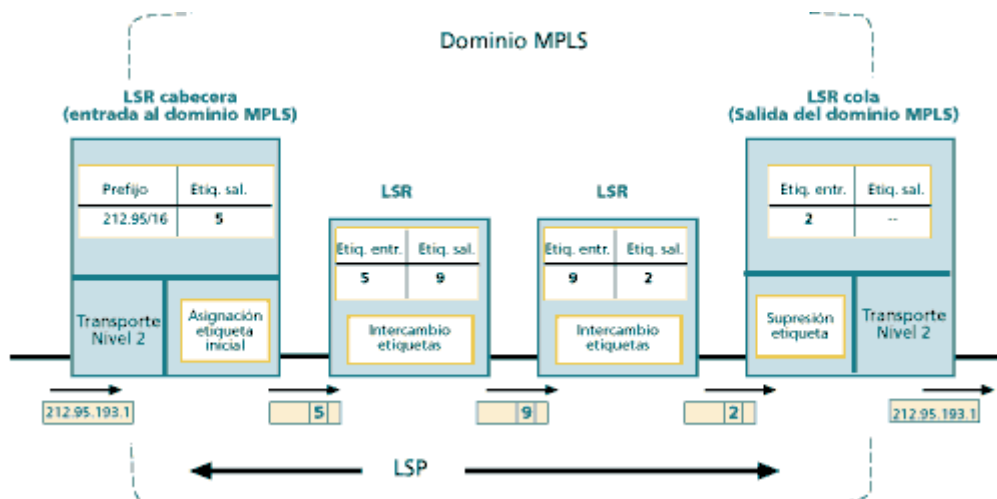 Dominio MPLS
LSR cabecera
(entrada al dominio MPLS)
LSR cola
(Salida del dominio MPLS)
Prefijo Etiq. sal.
212.95/16 5
Transporte
Nivel 2
Asignación
etiqueta
inicial
LSR
Etiq. entr. Etiq. sal.
5 9
Intercambio
etiquetas
LSR
Etiq. entr. Etiq. sal.
9 2
Intercambio
etiquetas
Etiq. entr. Etiq. sal.
2 --
Supresión
etiqueta
Transporte
Nivel 2
212.95.193.1
5
9
2
212.95.193.1
LSP